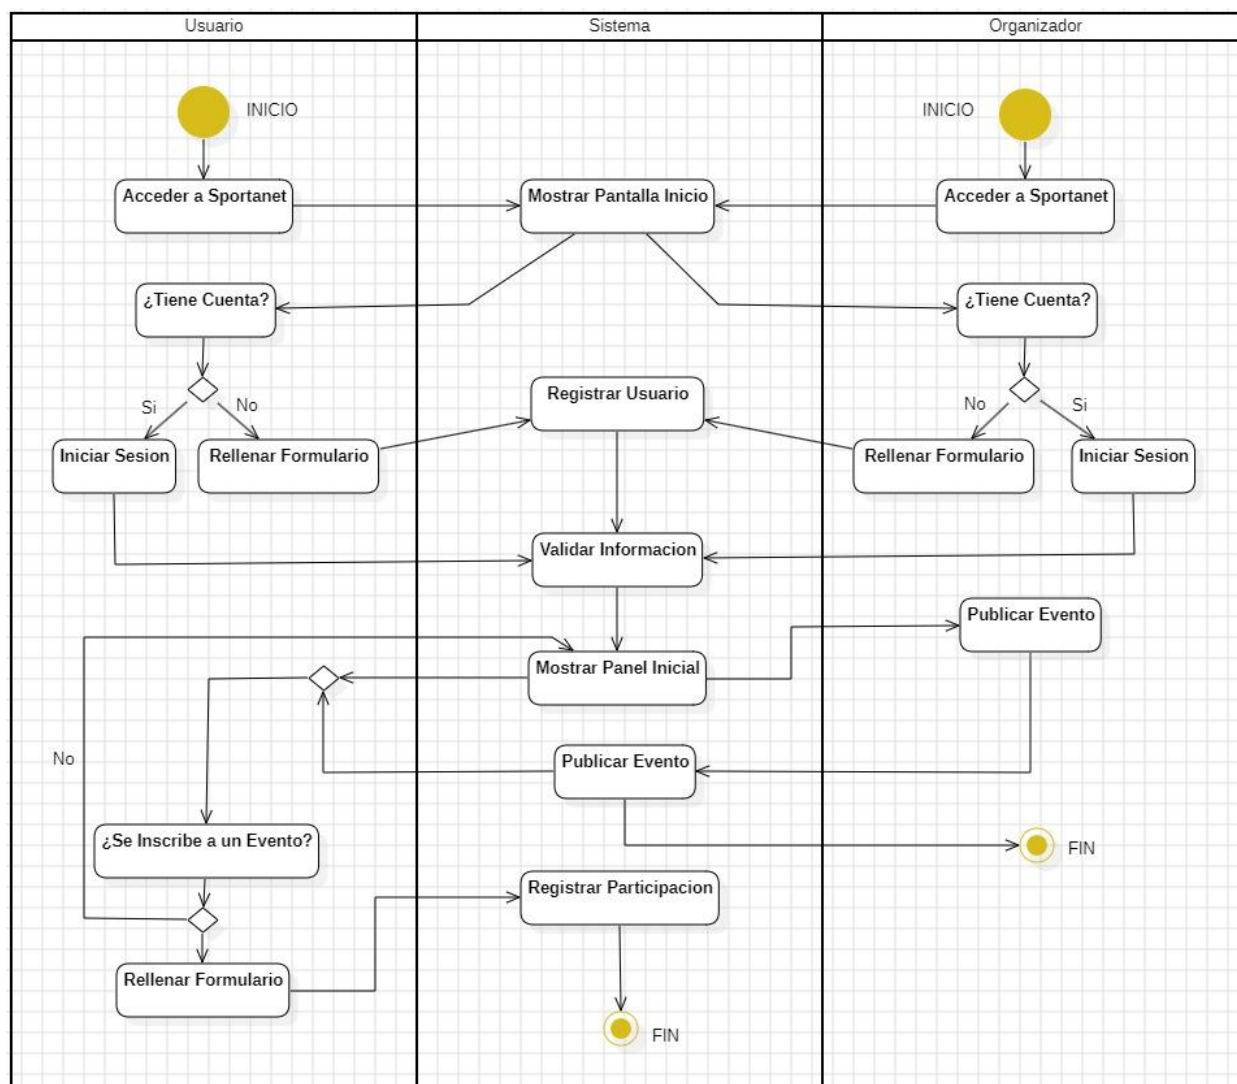 Usuario
Sistema
Organizador
INICIO
INICIO
Acceder a Sportanet
Mostrar Pantalla Inicio
Acceder a Sportanet
¿Tiene Cuenta?
¿Tiene Cuenta?
Registrar Usuario
Si
No
No
Si
Iniciar Sesion
Rellenar Formulario
Rellenar Formulario
Iniciar Sesion
Validar Informacion
Publicar Evento
Mostrar Panel Inicial
No
Publicar Evento
¿Se Inscribe a un Evento?
FIN
Registrar Participacion
Rellenar Formulario
FIN